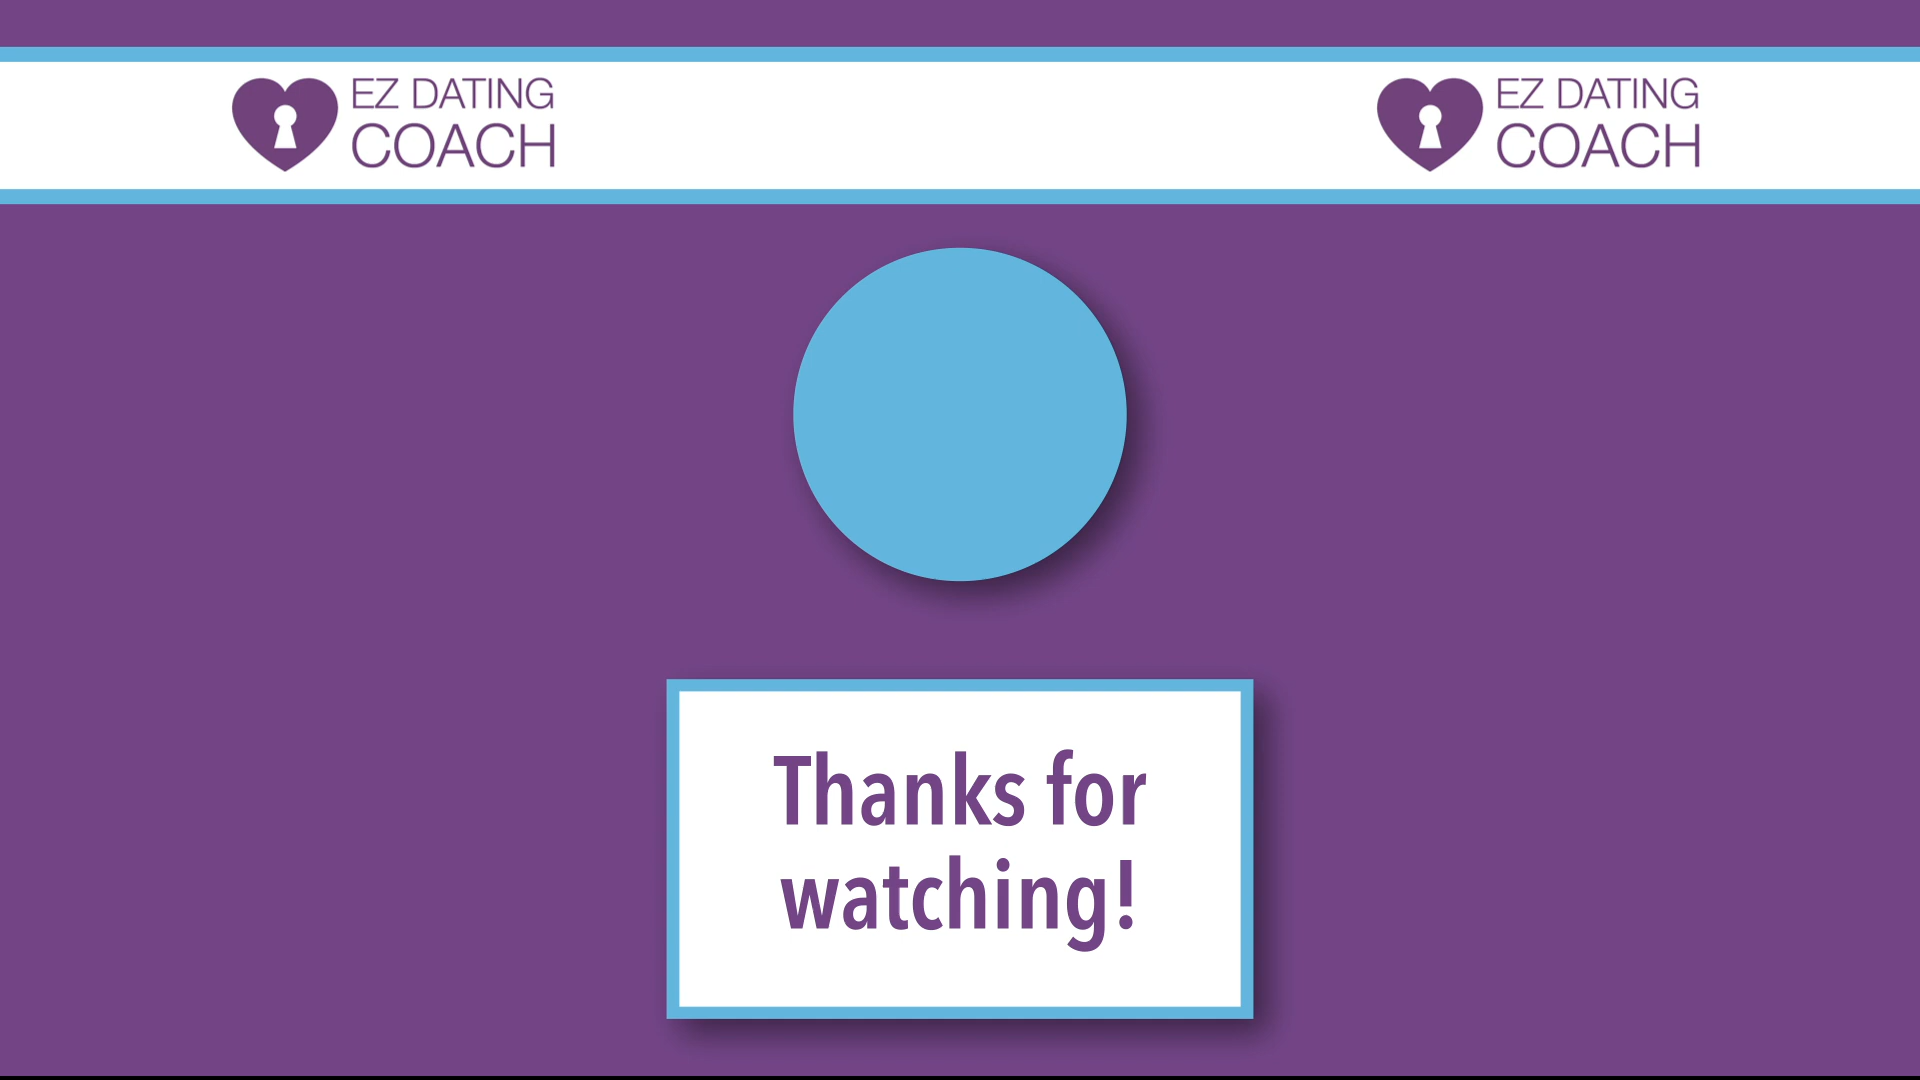 EZ DATING
COACH
EZ DATING
COACH
Thanks for
watching!